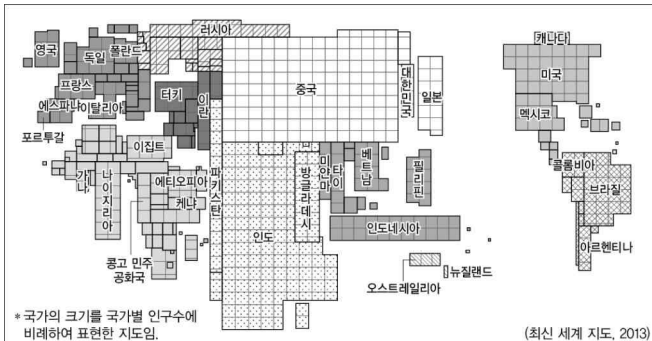 러시아
캐나다
영국
독일
폴란드
미국
프랑스
터키
이란
중국
대한민국
일본
에스파냐
이탈리아
멕시코
포르투갈
이집트
파키스탄
방글라데시
미얀마
타이
베트남
필리핀
콜롬비아
가나
나이지리아
에티오피아
케냐
브라질
인도
인도네시아
아르헨티나
콩고 민주
공화국
오스트레일리아
뉴질랜드
* 국가의 크기를 국가별 인구수에
비례하여 표현한 지도임.
(최신 세계 지도, 2013)